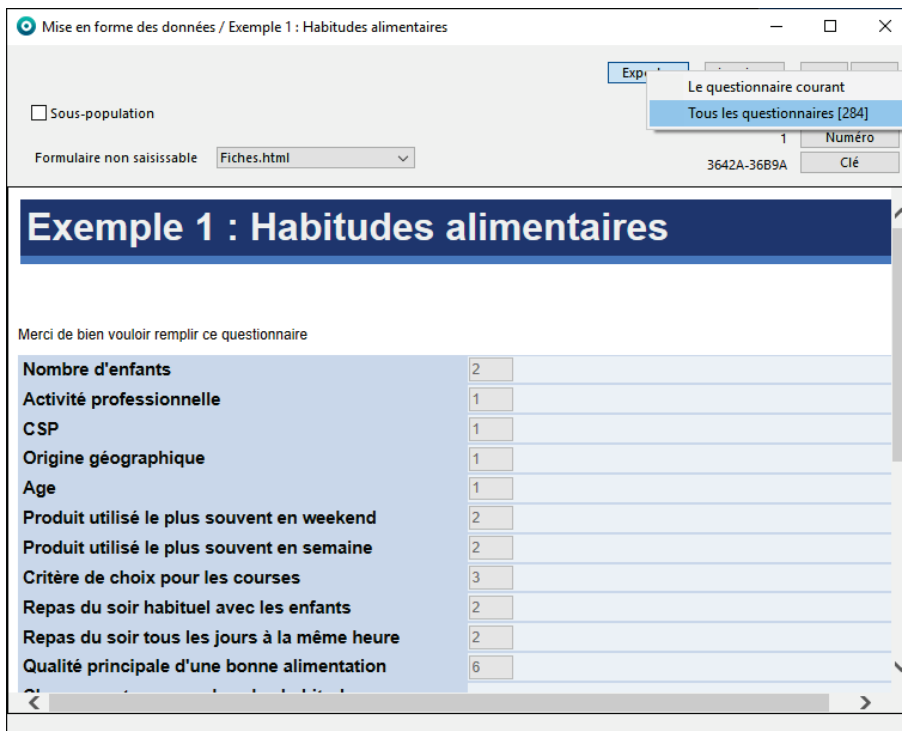 Mise en forme des données / Exemple 1 : Habitudes alimentaires
Le questionnaire courant
Sous-population
Tous les questionnaires [284]
1 Numéro
Formulaire non saisissable Fiches.html
3642A-36B9A Clé
Exemple 1 : Habitudes alimentaires
Merci de bien vouloir remplir ce questionnaire
Nombre d'enfants 2
Activité professionnelle 1
CSP 1
Origine géographique 1
Age 1
Produit utilisé le plus souvent en weekend 2
Produit utilisé le plus souvent en semaine 2
Critère de choix pour les courses 3
Repas du soir habituel avec les enfants 2
Repas du soir tous les jours à la même heure 2
Qualité principale d'une bonne alimentation 6